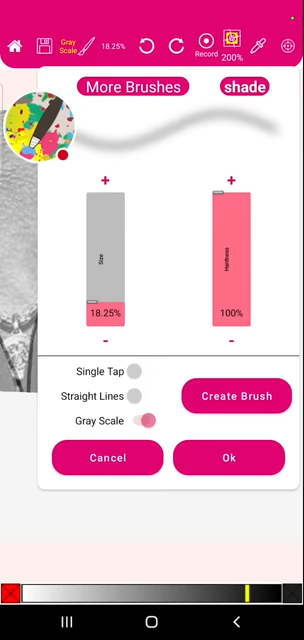 Gray
Scale
18.25%
Record
200%
More Brushes
shade
+
+
Size
Hardness
18.25%
100%
-
-
Single Tap
Straight Lines
Gray Scale
Create Brush
Cancel
Ok